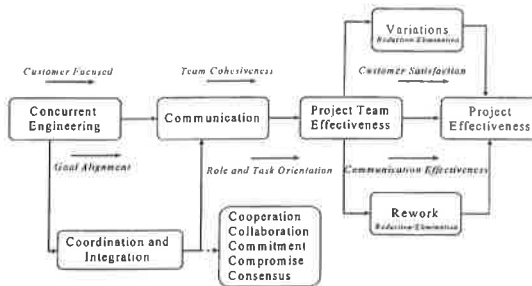 Variations
Reduction/Elimination
Customer Focused
Team Cohesiveness
Customer Satisfaction
Concurrent
Engineering
Communication
Project Team
Effectiveness
Project
Effectiveness
Goal Alignment
Role and Task Orientation
Communication Effectiveness
Coordination and
Integration
Cooperation
Collaboration
Commitment
Compromise
Consensus
Rework
Reduction/Elimination